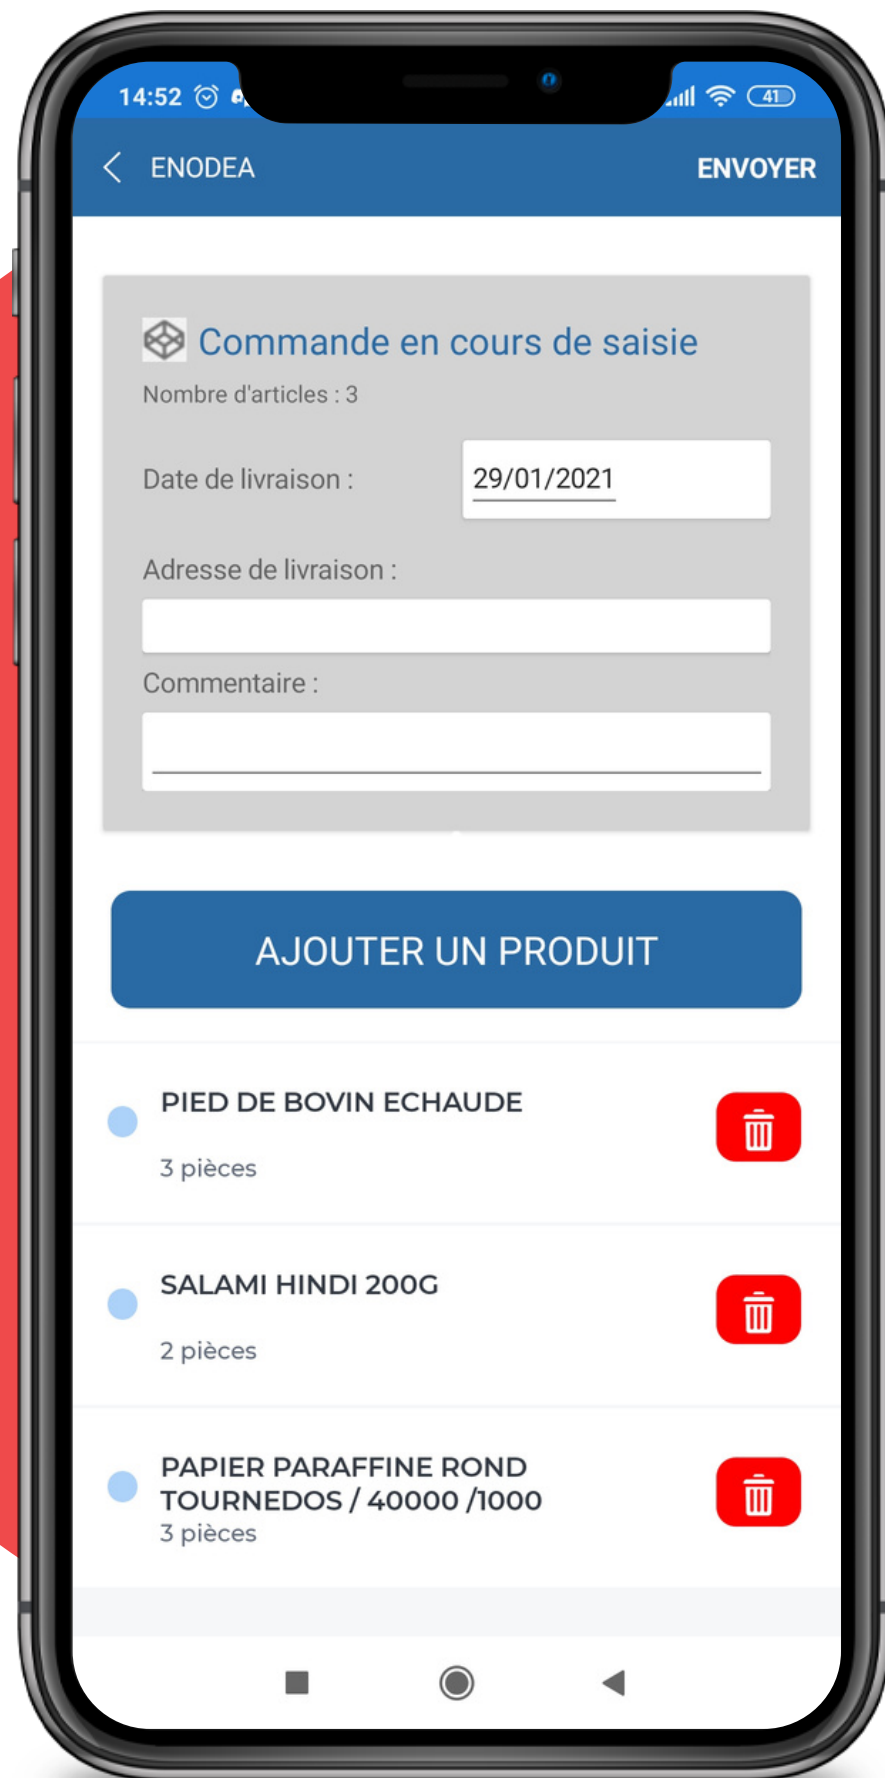 14:52
41
ENODEA
ENVOYER
Commande en cours de saisie
Nombre d'articles : 3
Date de livraison :
29/01/2021
Adresse de livraison :
Commentaire :
AJOUTER UN PRODUIT
PIED DE BOVIN ECHAUDE
3 pièces
SALAMI HINDI 200G
2 pièces
PAPIER PARAFFINE ROND
TOURNEDOS / 40000 /1000
3 pièces